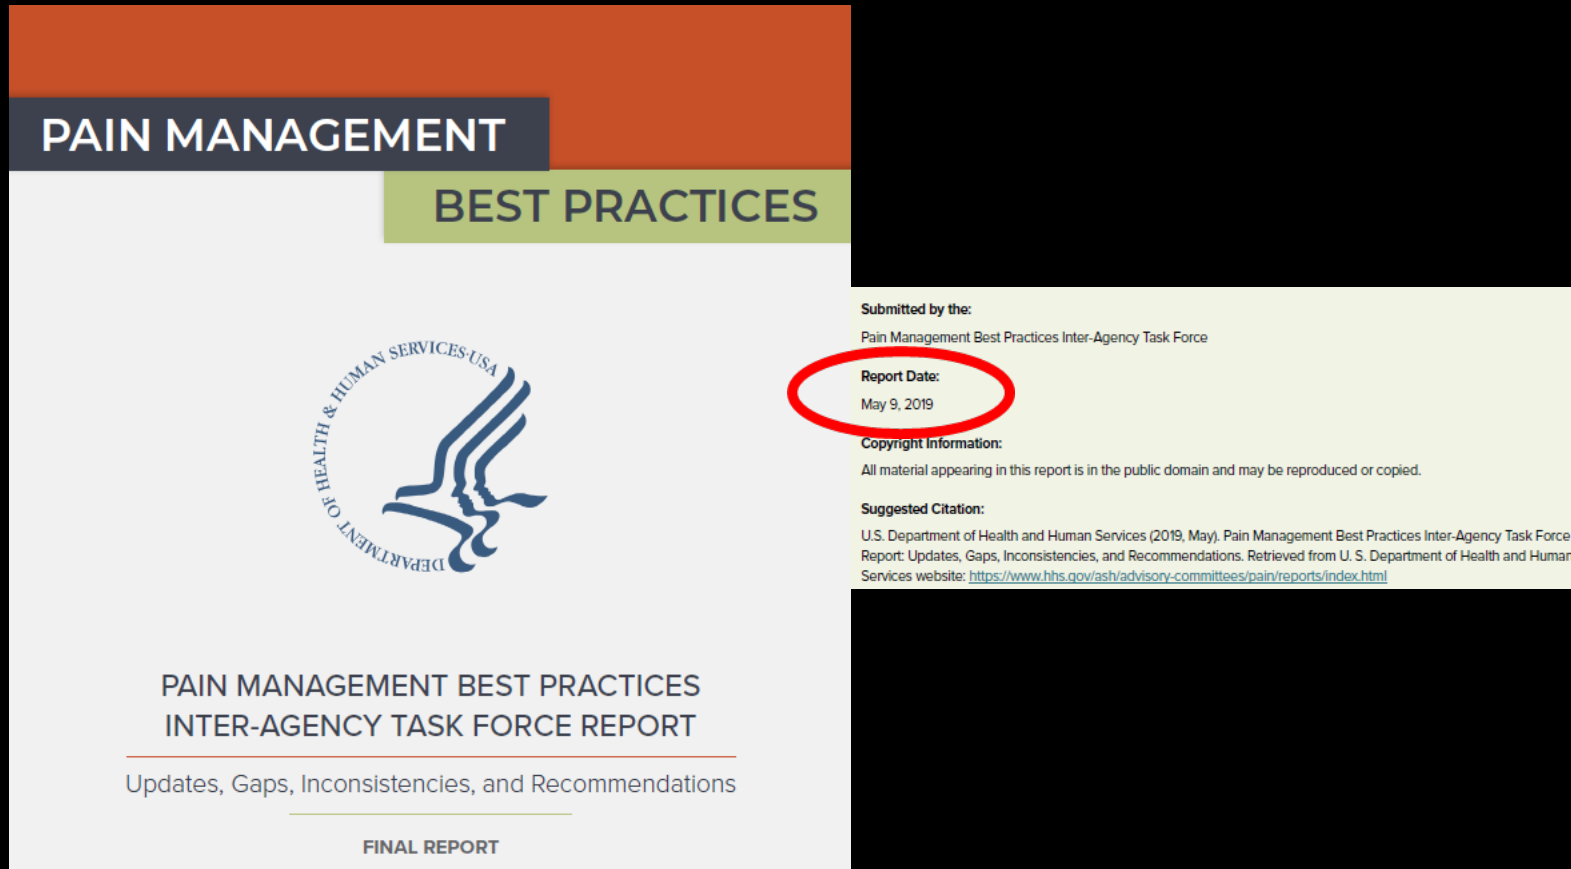 PAIN MANAGEMENT
BEST PRACTICES
DEPARTMENT OF HEALTH & HUMAN SERVICES·USA
PAIN MANAGEMENT BEST PRACTICES
INTER-AGENCY TASK FORCE REPORT
Updates, Gaps, Inconsistencies, and Recommendations
FINAL REPORT
Submitted by the:
Pain Management Best Practices Inter-Agency Task Force
Report Date:
May 9, 2019
Copyright Information:
All material appearing in this report is in the public domain and may be reproduced or copied.
Suggested Citation:
U.S. Department of Health and Human Services (2019, May). Pain Management Best Practices Inter-Agency Task Force
Report: Updates, Gaps, Inconsistencies, and Recommendations. Retrieved from U. S. Department of Health and Human
Services website: https://www.hhs.gov/ash/advisory-committees/pain/reports/index.html